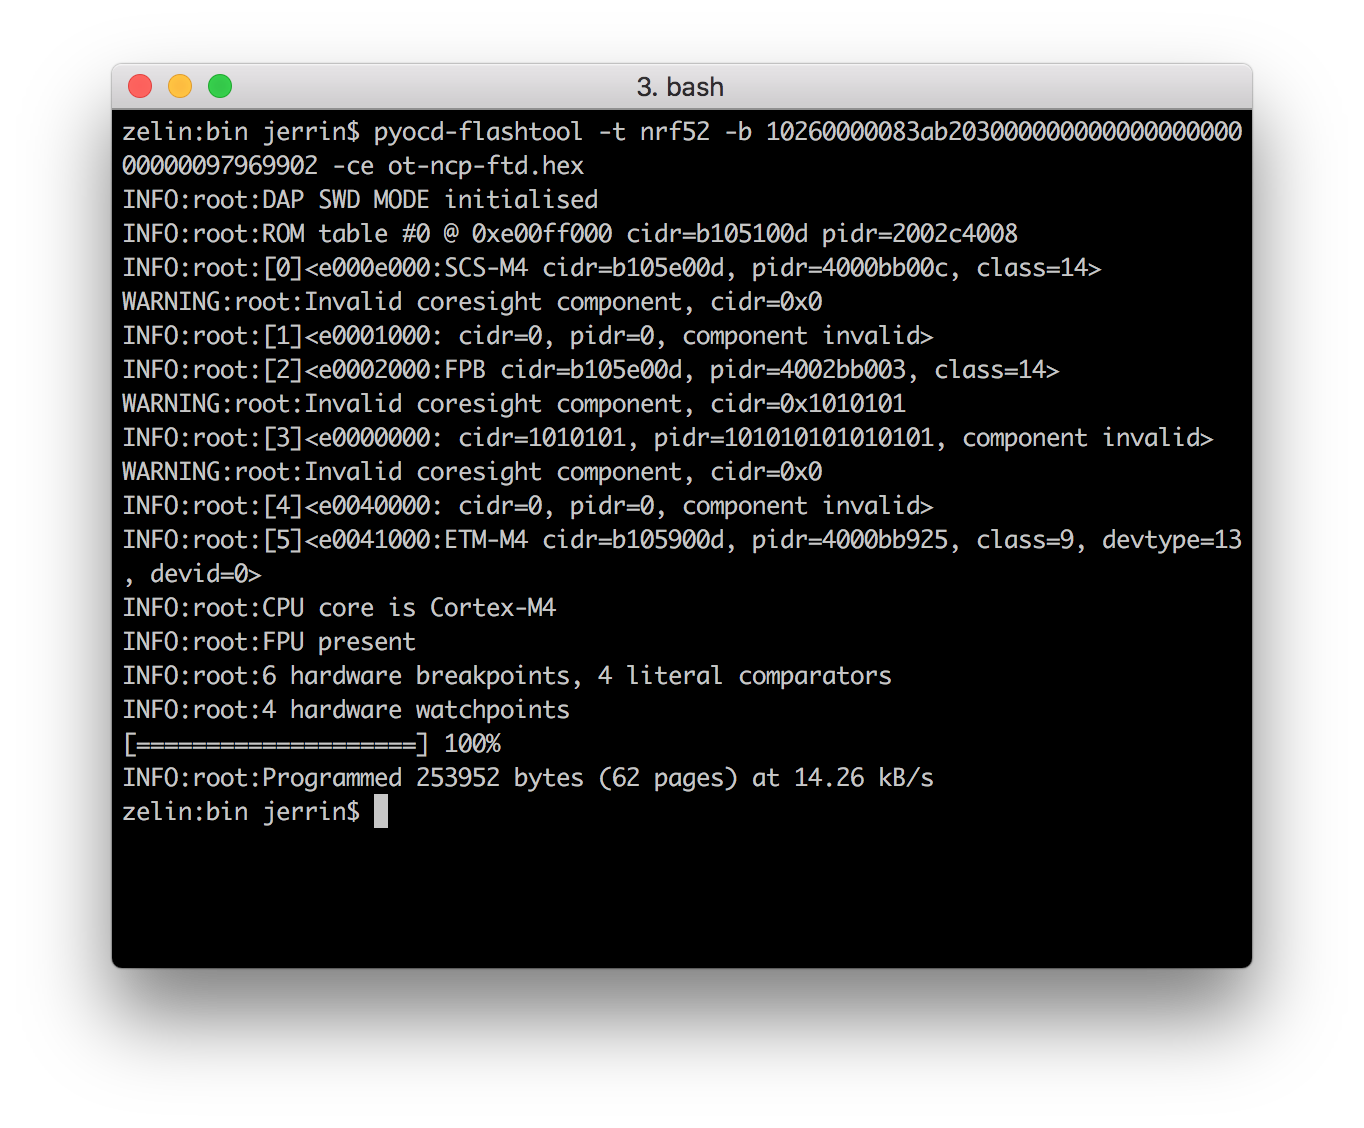 3. bash
zelin:bin jerrin$ pyocd-flashtool -t nrf52 -b 10260000083ab2030000000000000000000
00000097969902 -ce ot-ncp-ftd.hex
INFO:root:DAP SWD MODE initialised
INFO:root:ROM table #0 @ 0xe00ff000 cidr=b105100d pidr=2002c4008
INFO:root:[0]<e000e000:SCS-M4 cidr=b105e00d, pidr=4000bb00c, class=14>
WARNING:root:Invalid coresight component, cidr=0x0
INFO:root:[1]<e0001000: cidr=0, pidr=0, component invalid>
INFO:root:[2]<e0002000:FPB cidr=b105e00d, pidr=4002bb003, class=14>
WARNING:root:Invalid coresight component, cidr=0x1010101
INFO:root:[3]<e0000000: cidr=1010101, pidr=101010101010101, component invalid>
WARNING:root:Invalid coresight component, cidr=0x0
INFO:root:[4]<e0040000: cidr=0, pidr=0, component invalid>
INFO:root:[5]<e0041000:ETM-M4 cidr=b105900d, pidr=4000bb925, class=9, devtype=13
, devid=0>
INFO:root:CPU core is Cortex-M4
INFO:root:FPU present
INFO:root:6 hardware breakpoints, 4 literal comparators
INFO:root:4 hardware watchpoints
[====================] 100%
INFO:root:Programmed 253952 bytes (62 pages) at 14.26 kB/s
zelin:bin jerrin$